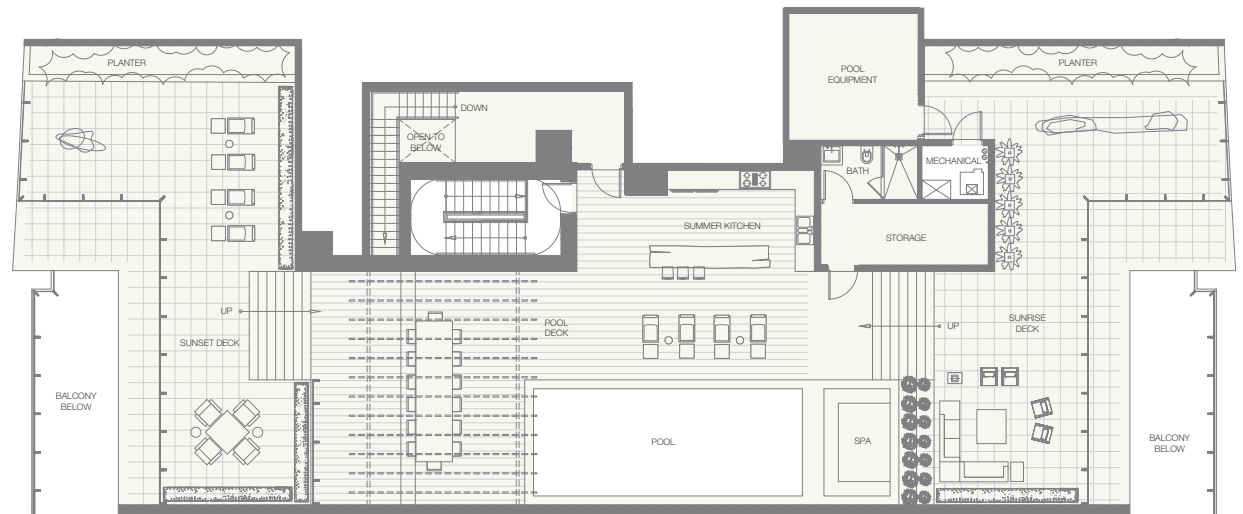 PLANTER
PLANTER
POOL
EQUIPMENT
DOWN
OPEN TO
BELOW
BATH
MECHANICAL
SUMMER KITCHEN
STORAGE
UP
POOL
DECK
SUNRISE
DECK
UP
SUNSET DECK
BALCONY
BELOW
POOL
SPA
BALCONY
BELOW